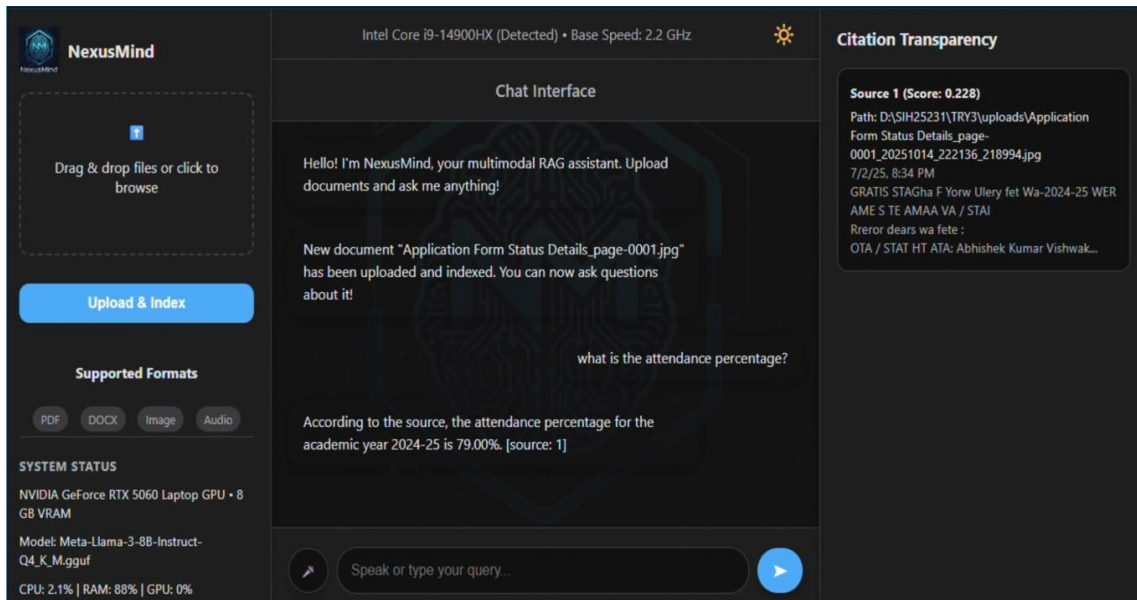 NexusMind
NexusMind
Drag & drop files or click to
browse
Upload & Index
Supported Formats
PDF DOCX Image Audio
SYSTEM STATUS
NVIDIA GeForce RTX 5060 Laptop GPU • 8
GB VRAM
Model: Meta-Llama-3-8B-Instruct-
Q4_K_M.gguf
CPU: 2.1% | RAM: 88% | GPU: 0%
Intel Core i9-14900HX (Detected) • Base Speed: 2.2 GHz
Chat Interface
Hello! I'm NexusMind, your multimodal RAG assistant. Upload
documents and ask me anything!
New document "Application Form Status Details_page-0001.jpg"
has been uploaded and indexed. You can now ask questions
about it!
what is the attendance percentage?
According to the source, the attendance percentage for the
academic year 2024-25 is 79.00%. [source: 1]
Speak or type your query...
Citation Transparency
Source 1 (Score: 0.228)
Path: D:\SIH25231\TRY3\uploads\Application
Form Status Details_page-
0001_20251014_222136_218994.jpg
7/2/25, 8:34 PM
GRATIS STAGha F Yorw Ulery fet Wa-2024-25 WER
AME S TE AMAA VA / STAI
Rreror dears wa fete :
OTA / STAT HT ATA: Abhishek Kumar Vishwak...